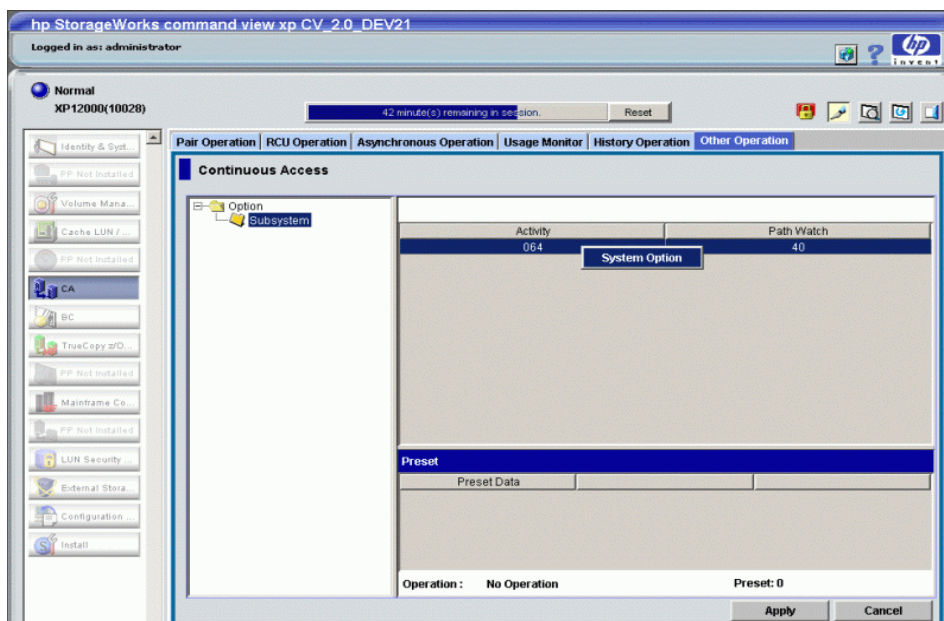 hp StorageWorks command view xp CV_2.0_DEV21
Logged in as: administrator
?
hp
invent
Normal
XP12000(10028)
42 minute(s) remaining in session.
Reset
Identity & Syst...
PP Not Installed
Volume Mana...
Cache LUN / ...
PP Not Installed
CA
BC
TrueCopy z/O...
PP Not Installed
Mainframe Co...
PP Not Installed
LUN Security ...
External Stora...
Configuration ...
Install
Pair Operation
RCU Operation
Asynchronous Operation
Usage Monitor
History Operation
Other Operation
Continuous Access
Option
Subsystem
Activity
Path Watch
064
40
System Option
Preset
Preset Data
Operation : No Operation
Preset: 0
Apply
Cancel